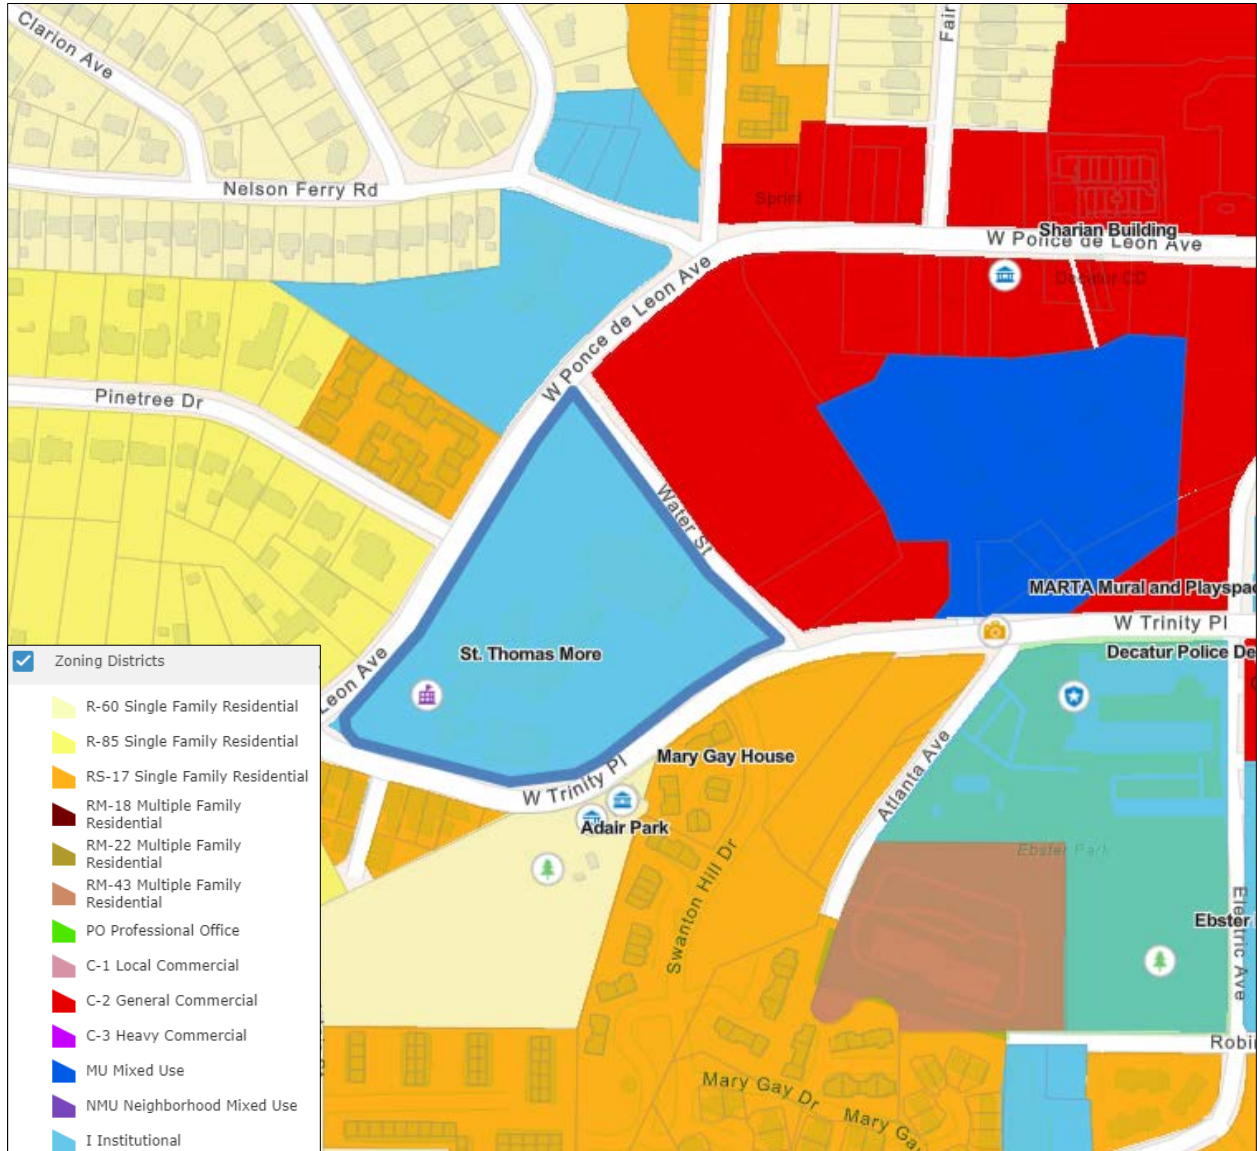 Clarion Ave
Fair
Nelson Ferry Rd
Sprint
Sharian Building
W Ponce de Leon Ave
W Ponce de Leon Ave
Decatur CD
Pinetree Dr
Water St
MARTA Mural and Playspac
W Trinity Pl
Decatur Police De
St. Thomas More
Leon Ave
Mary Gay House
W Trinity Pl
Adair Park
Atlanta Ave
Ebster Park
Swanton Hill Dr
Ebster
Electric Ave
Robi
Mary Gay Dr
Mary Ga
Zoning Districts
R-60 Single Family Residential
R-85 Single Family Residential
RS-17 Single Family Residential
RM-18 Multiple Family
Residential
RM-22 Multiple Family
Residential
RM-43 Multiple Family
Residential
PO Professional Office
C-1 Local Commercial
C-2 General Commercial
C-3 Heavy Commercial
MU Mixed Use
NMU Neighborhood Mixed Use
I Institutional